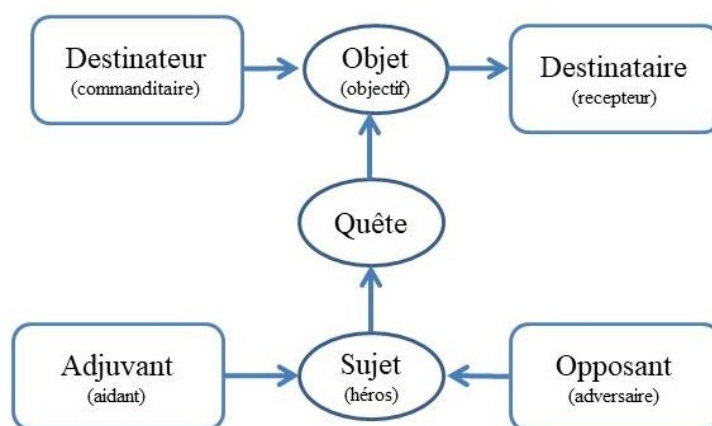 Destinateur
(commanditaire)
Objet
(objectif)
Destinataire
(recepteur)
Quête
Adjuvant
(aidant)
Sujet
(héros)
Opposant
(adversaire)